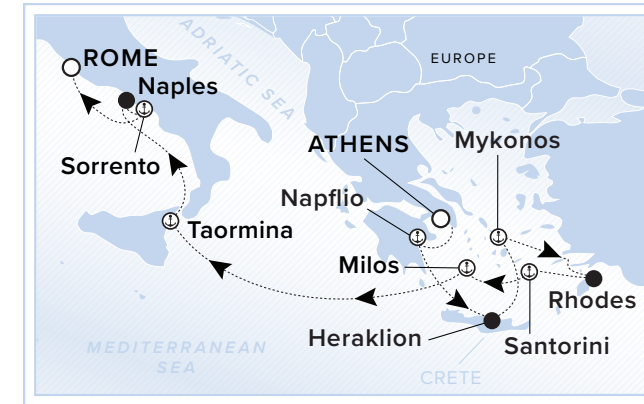 ADRIATIC SEA
EUROPE
ROME
Naples
Sorrento
Taormina
ATHENS
Mykonos
Napflio
Milos
Rhodes
Heraklion
Santorini
MEDITERRANEAN
SEA
CRETE